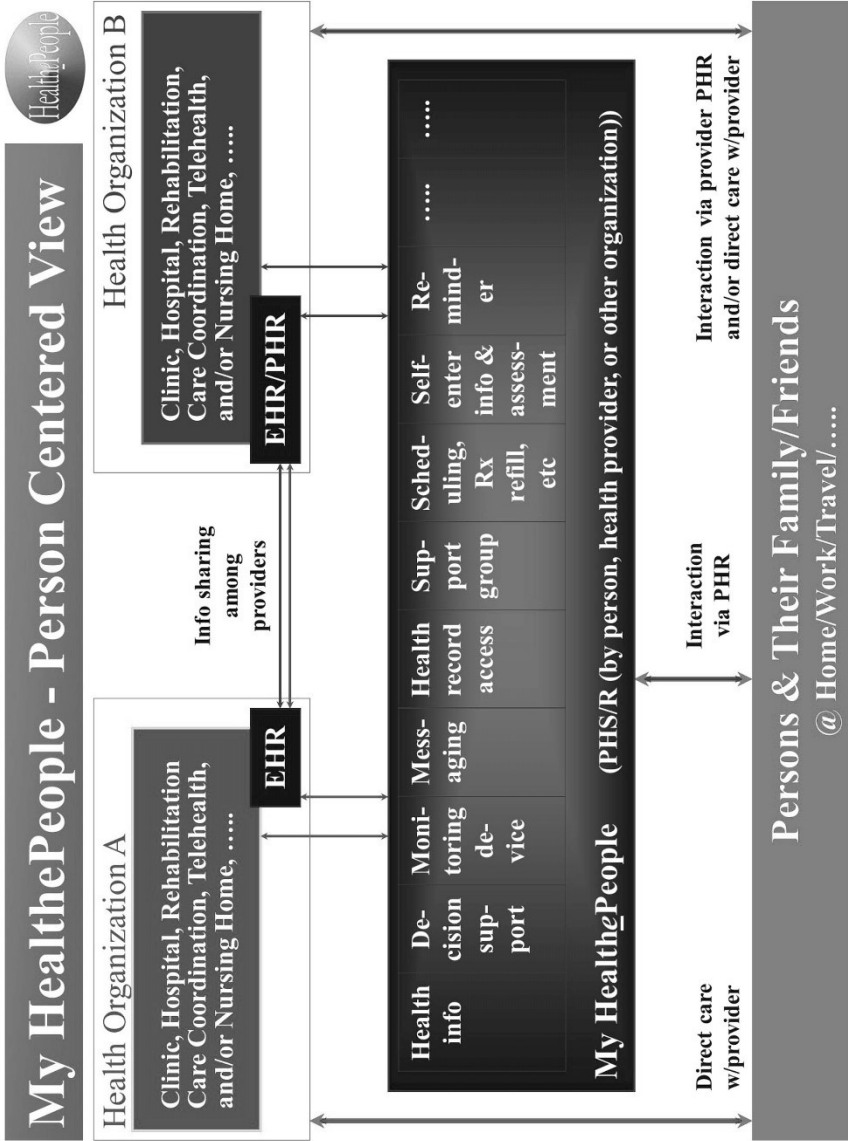 My HealthePeople - Person Centered View
HealthePeople
Health Organization A
Clinic, Hospital, Rehabilitation
Care Coordination, Telehealth,
and/or Nursing Home, .....
EHR
Info sharing
among
providers
Health Organization B
Clinic, Hospital, Rehabilitation,
Care Coordination, Telehealth,
and/or Nursing Home, .....
EHR/PHR
Health
info
De-
cision
sup-
port
Moni-
toring
de-
vice
Mess-
aging
Health
record
access
Sup-
port
group
Sched-
uling,
Rx
refill,
etc
Self-
enter
info &
assess-
ment
Re-
mind-
er
.....
.....
My HealthePeople (PHS/R (by person, health provider, or other organization))
Direct care
w/provider
Interaction
via PHR
Interaction via provider PHR
and/or direct care w/provider
Persons & Their Family/Friends
@ Home/Work/Travel/.....